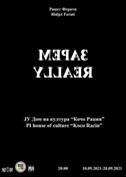 ЗАРЕМ
REALLY
ЈУ Дом на култура "Кочо Рацин"
PI house of culture "Koco Racin"
20:00
10.09.2021-20.09.2021